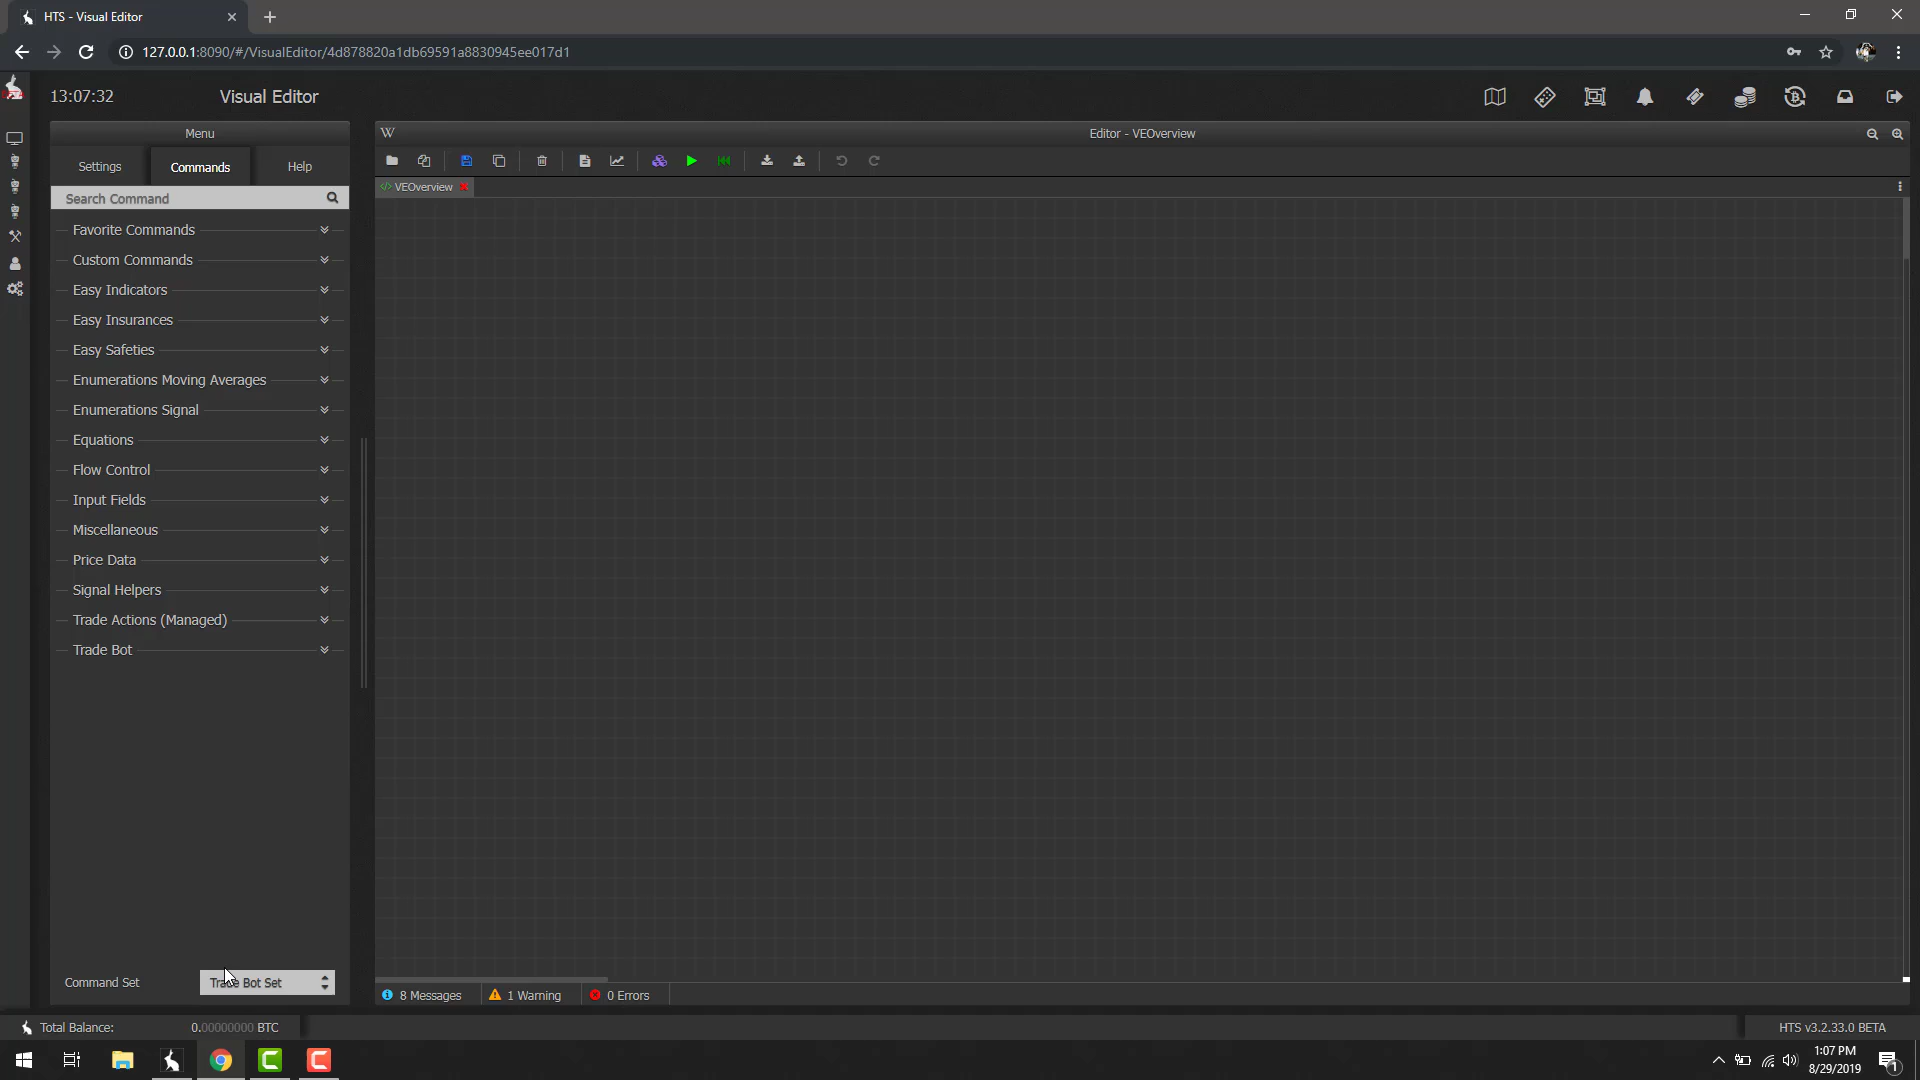 HTS - Visual Editor
127.0.0.1:8090/#/VisualEditor/4d878820a1db69591a8830945ee017d1
13:07:32
Visual Editor
Menu
Settings
Commands
Help
Search Command
Favorite Commands
Custom Commands
Easy Indicators
Easy Insurances
Easy Safeties
Enumerations Moving Averages
Enumerations Signal
Equations
Flow Control
Input Fields
Miscellaneous
Price Data
Signal Helpers
Trade Actions (Managed)
Trade Bot
Command Set
Trade Bot Set
W
Editor - VEOverview
</> VEOverview
8 Messages
1 Warning
0 Errors
Total Balance:
0.00000000 BTC
HTS v3.2.33.0 BETA
1:07 PM
8/29/2019
1